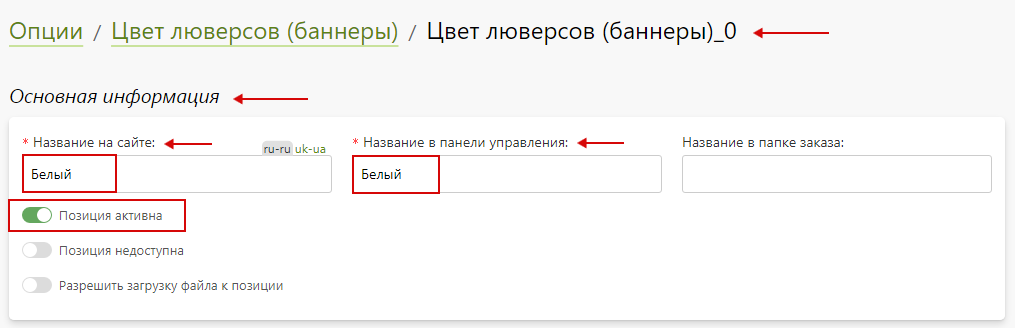 Опции / Цвет люверсов (баннеры) / Цвет люверсов (баннеры)_0
Основная информация
* Название на сайте: ru-ru uk-ua * Название в панели управления: Название в папке заказа:
Белый Белый
Позиция активна
Позиция недоступна
Разрешить загрузку файла к позиции